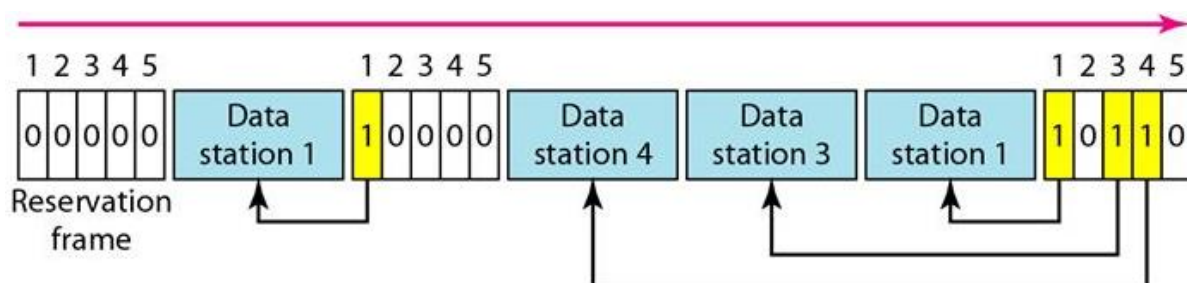 1 2 3 4 5 1 2 3 4 5 1 2 3 4 5
0 0 0 0 0 Data station 1 1 0 0 0 0 Data station 4 Data station 3 Data station 1 1 0 1 1 0
Reservation
frame